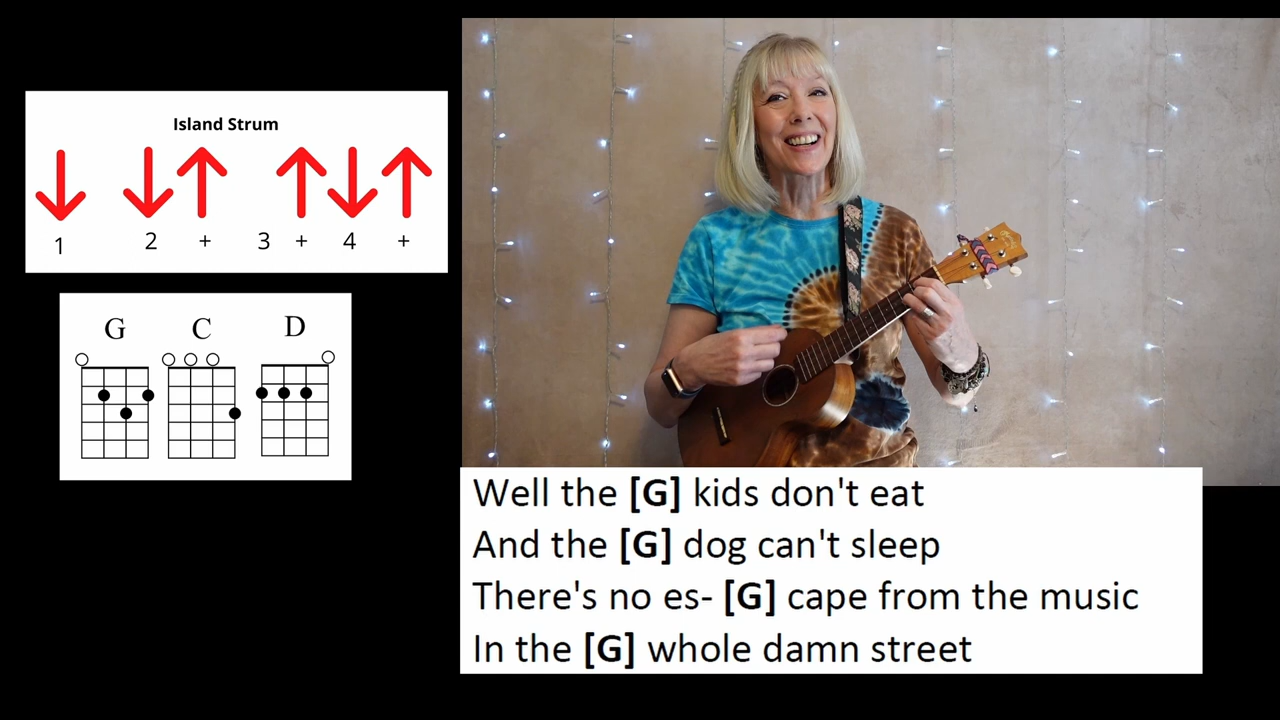 Island Strum
1 2 + 3 + 4 +
G C D
Well the [G] kids don't eat
And the [G] dog can't sleep
There's no es- [G] cape from the music
In the [G] whole damn street